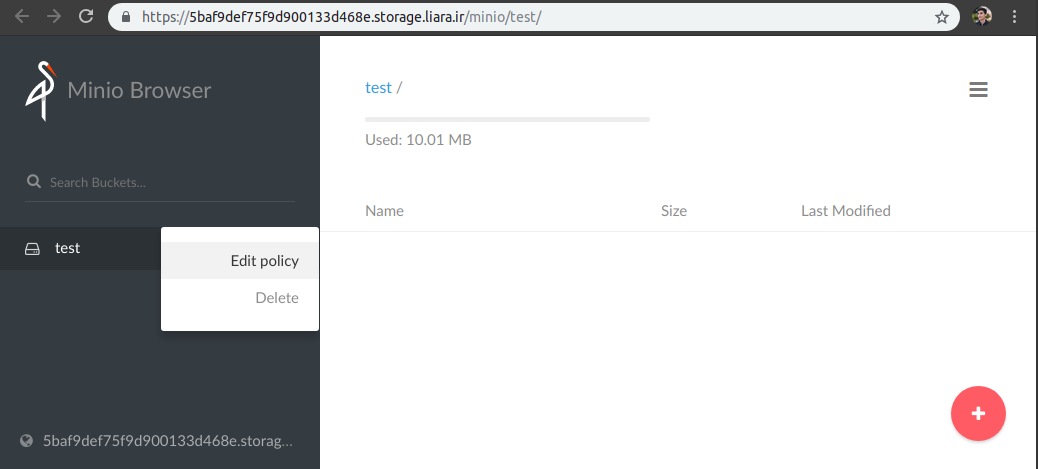 https://5baf9def75f9d900133d468e.storage.liara.ir/minio/test/
Minio Browser
Search Buckets...
test
Edit policy
Delete
5baf9def75f9d900133d468e.storag...
test /
Used: 10.01 MB
Name Size Last Modified